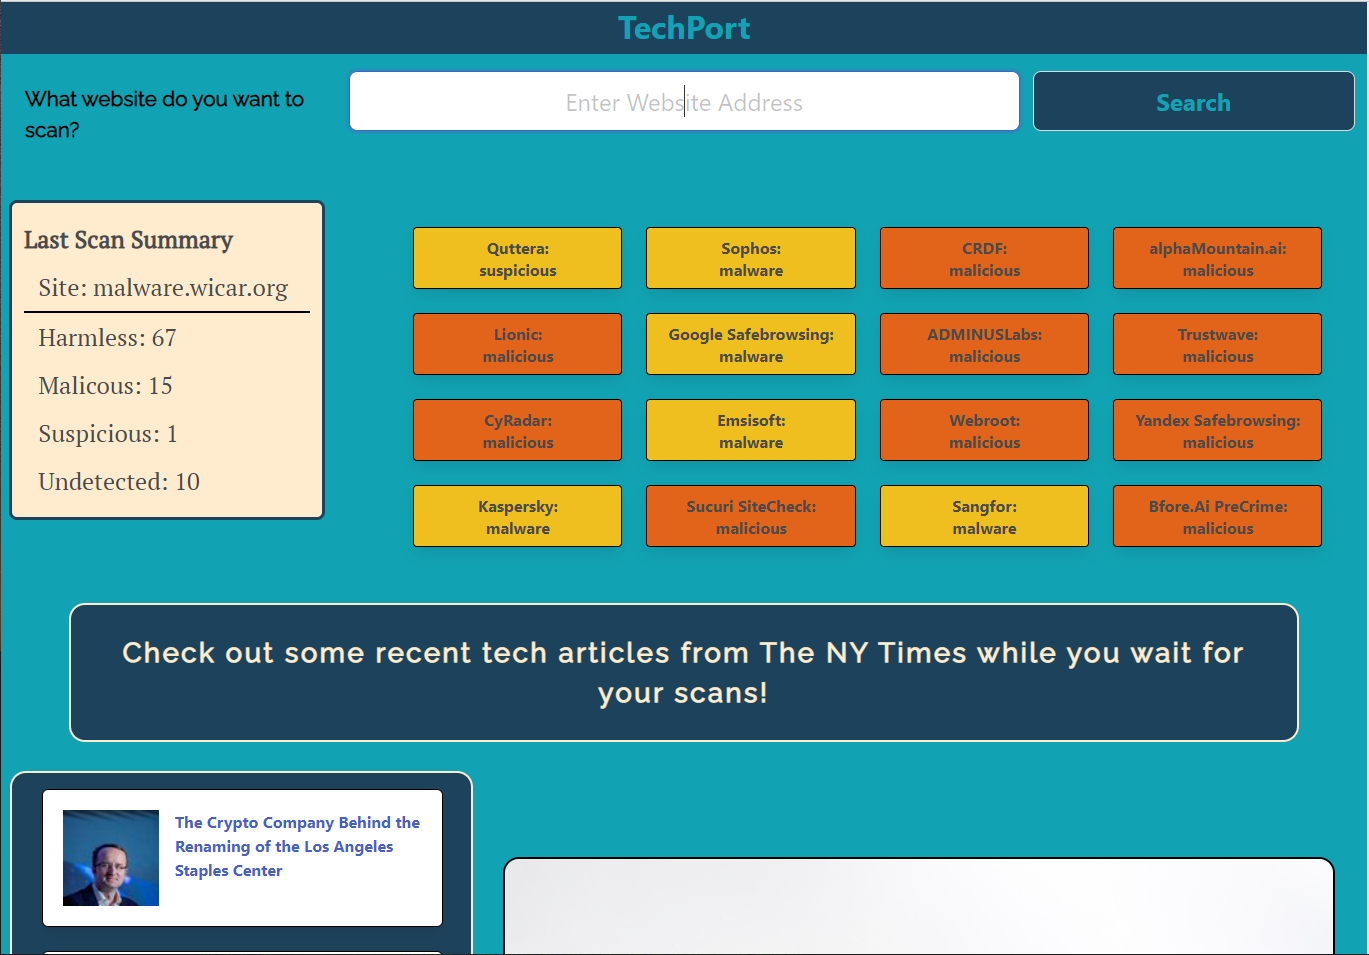 TechPort
What website do you want to
scan?
Enter Website Address
Search
Last Scan Summary
Site: malware.wicar.org
Harmless: 67
Malicous: 15
Suspicious: 1
Undetected: 10
Quttera:
suspicious
Sophos:
malware
CRDF:
malicious
alphaMountain.ai:
malicious
Lionic:
malicious
Google Safebrowsing:
malware
ADMINUSLabs:
malicious
Trustwave:
malicious
CyRadar:
malicious
Emsisoft:
malware
Webroot:
malicious
Yandex Safebrowsing:
malicious
Kaspersky:
malware
Sucuri SiteCheck:
malicious
Sangfor:
malware
Bfore.Ai PreCrime:
malicious
Check out some recent tech articles from The NY Times while you wait for
your scans!
The Crypto Company Behind the
Renaming of the Los Angeles
Staples Center